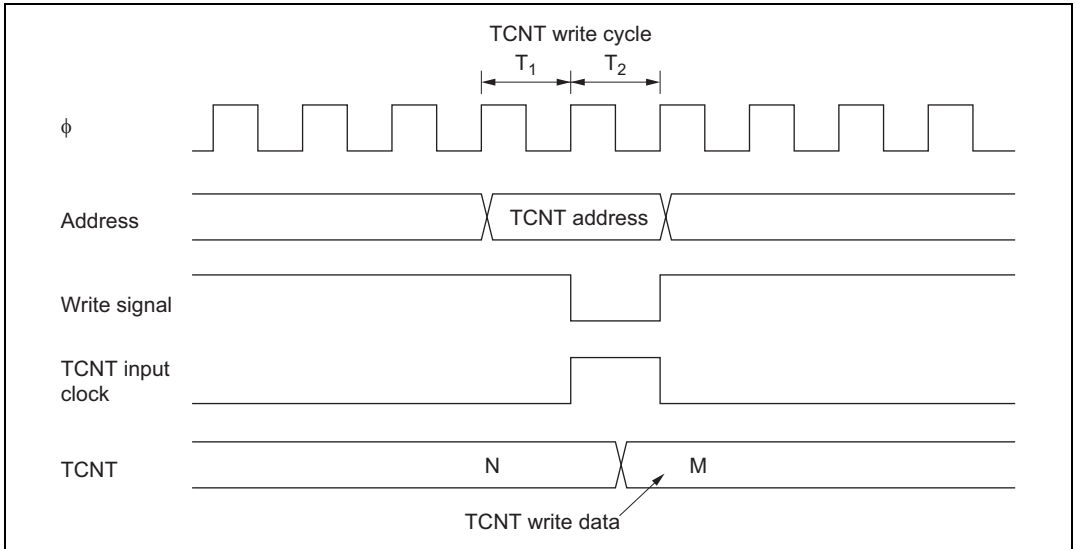 TCNT write cycle
T₁ T₂
ϕ
Address
TCNT address
Write signal
TCNT input
clock
TCNT
N M
TCNT write data